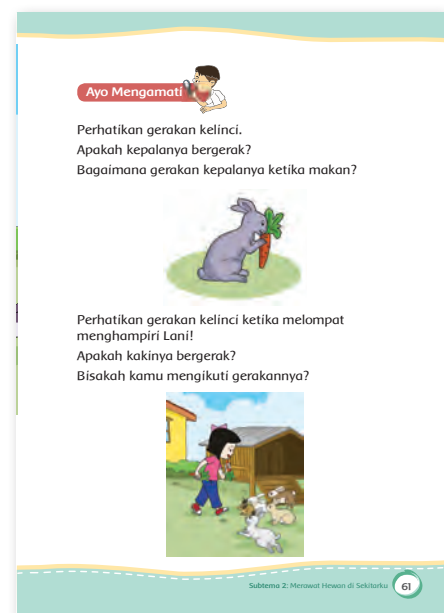 Ayo Mengamati
Perhatikan gerakan kelinci.
Apakah kepalanya bergerak?
Bagaimana gerakan kepalanya ketika makan?
Perhatikan gerakan kelinci ketika melompat
menghampiri Lani!
Apakah kakinya bergerak?
Bisakah kamu mengikuti gerakannya?
Subtema 2: Merawat Hewan di Sekitarku 61